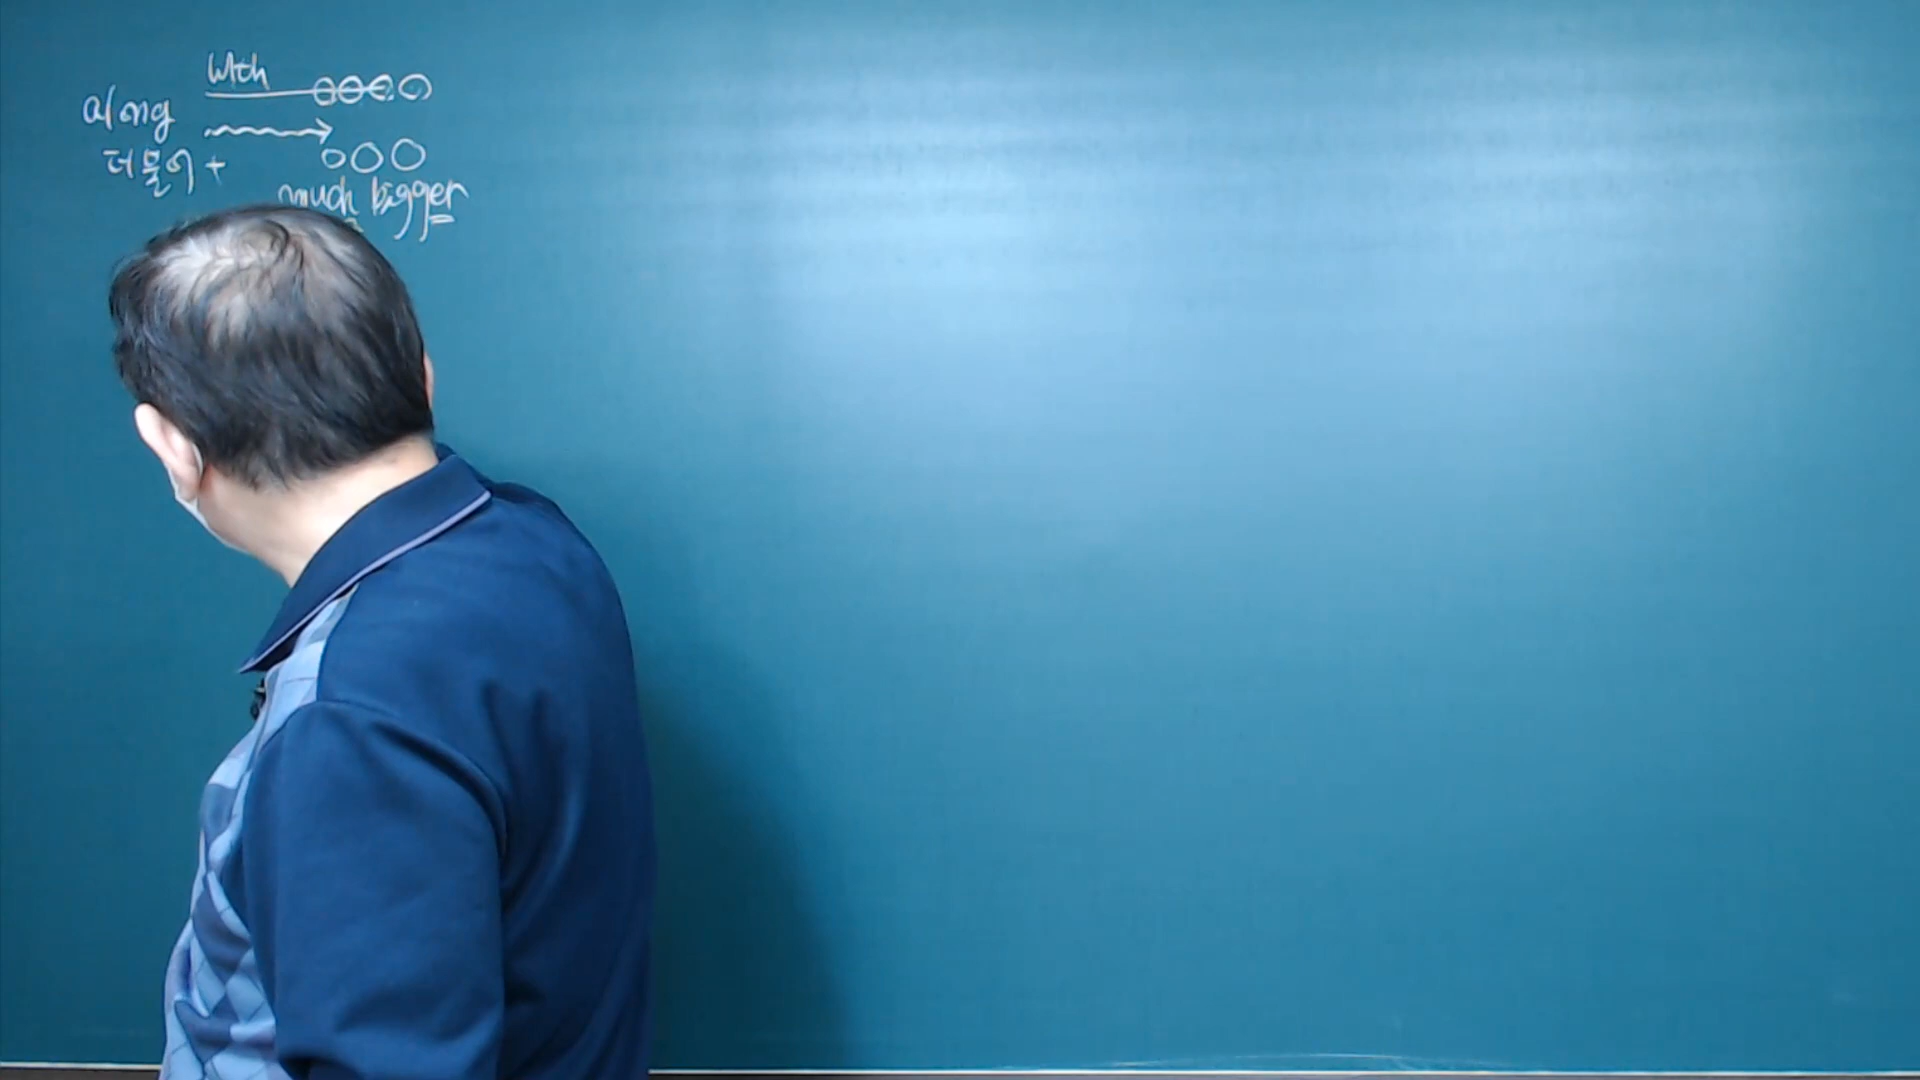 with
along
더불어 +
much bigger